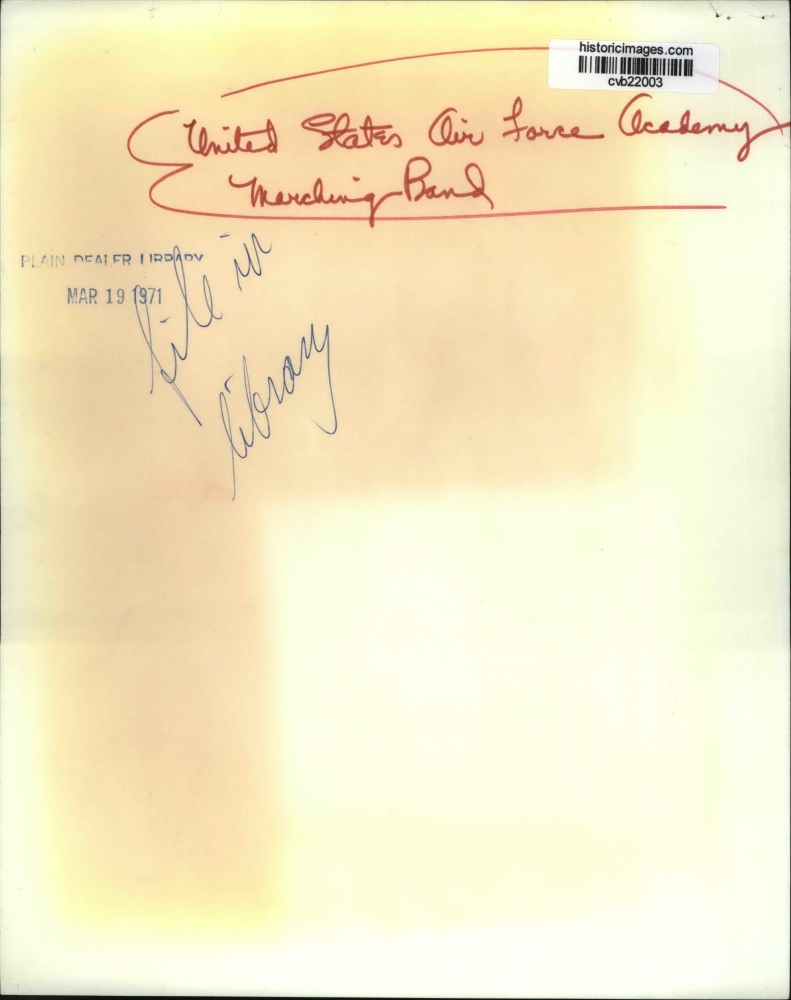 historicimages.com
cvb22003
United States Air Force Academy
Marching Band
PLAIN DEALER LIBRARY
MAR 19 1971
file in
library